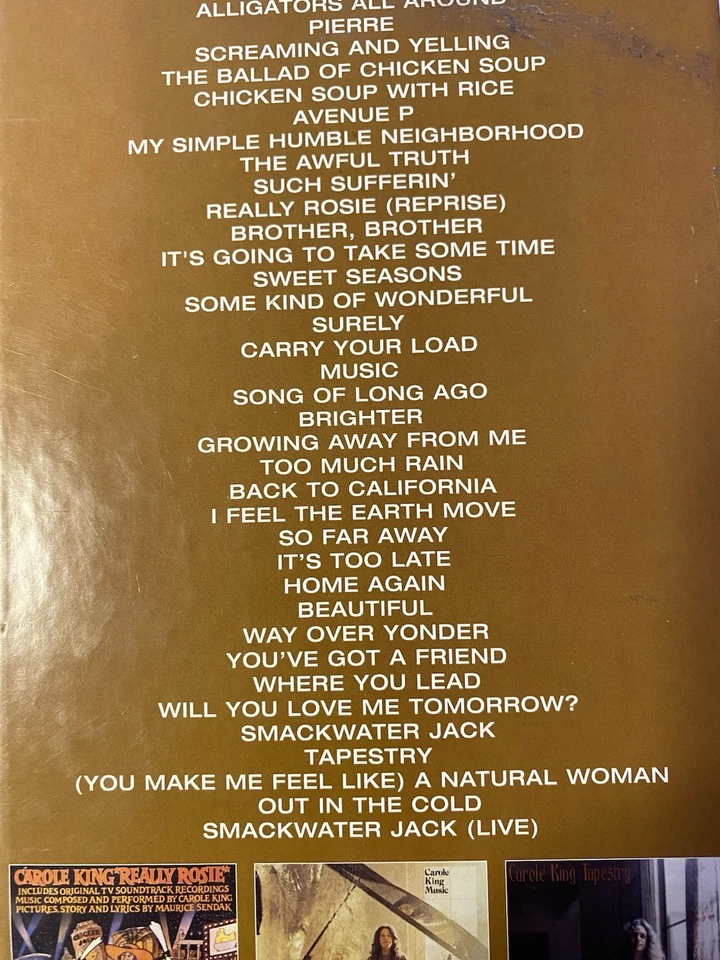 ALLIGATORS ALL AROUND
PIERRE
SCREAMING AND YELLING
THE BALLAD OF CHICKEN SOUP
CHICKEN SOUP WITH RICE
AVENUE P
MY SIMPLE HUMBLE NEIGHBORHOOD
THE AWFUL TRUTH
SUCH SUFFERIN'
REALLY ROSIE (REPRISE)
BROTHER, BROTHER
IT'S GOING TO TAKE SOME TIME
SWEET SEASONS
SOME KIND OF WONDERFUL
SURELY
CARRY YOUR LOAD
MUSIC
SONG OF LONG AGO
BRIGHTER
GROWING AWAY FROM ME
TOO MUCH RAIN
BACK TO CALIFORNIA
I FEEL THE EARTH MOVE
SO FAR AWAY
IT'S TOO LATE
HOME AGAIN
BEAUTIFUL
WAY OVER YONDER
YOU'VE GOT A FRIEND
WHERE YOU LEAD
WILL YOU LOVE ME TOMORROW?
SMACKWATER JACK
TAPESTRY
(YOU MAKE ME FEEL LIKE) A NATURAL WOMAN
OUT IN THE COLD
SMACKWATER JACK (LIVE)
CAROLE KING "REALLY ROSIE"
INCLUDES ORIGINAL TV SOUNDTRACK RECORDINGS
MUSIC COMPOSED AND PERFORMED BY CAROLE KING
PICTURES, STORY AND LYRICS BY MAURICE SENDAK
CHICKEN SOUP
Carole
King
Music
Carole King Tapestry